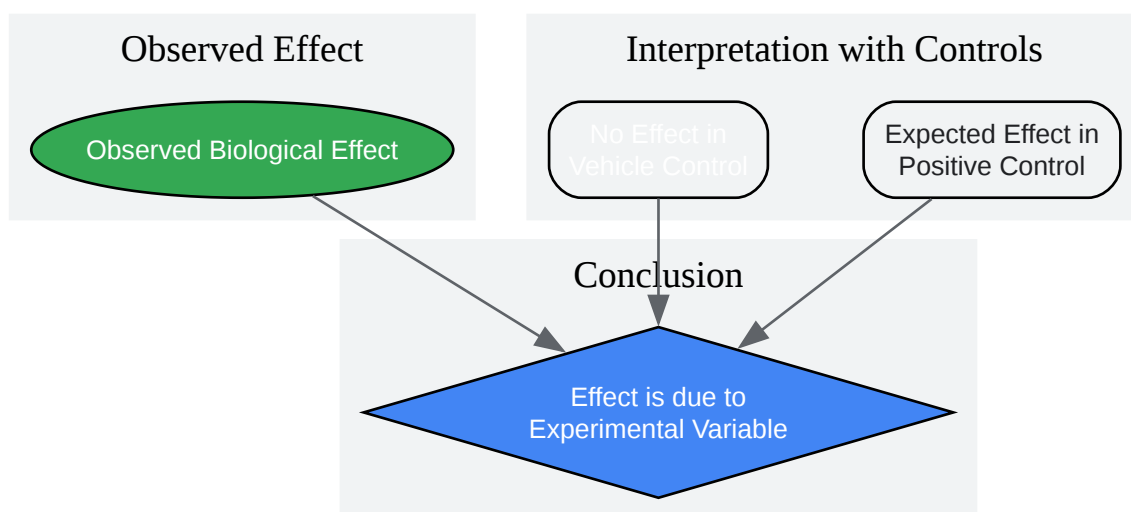 Observed Effect
Observed Biological Effect
Interpretation with Controls
No Effect in
Vehicle Control
Expected Effect in
Positive Control
Conclusion
Effect is due to
Experimental Variable